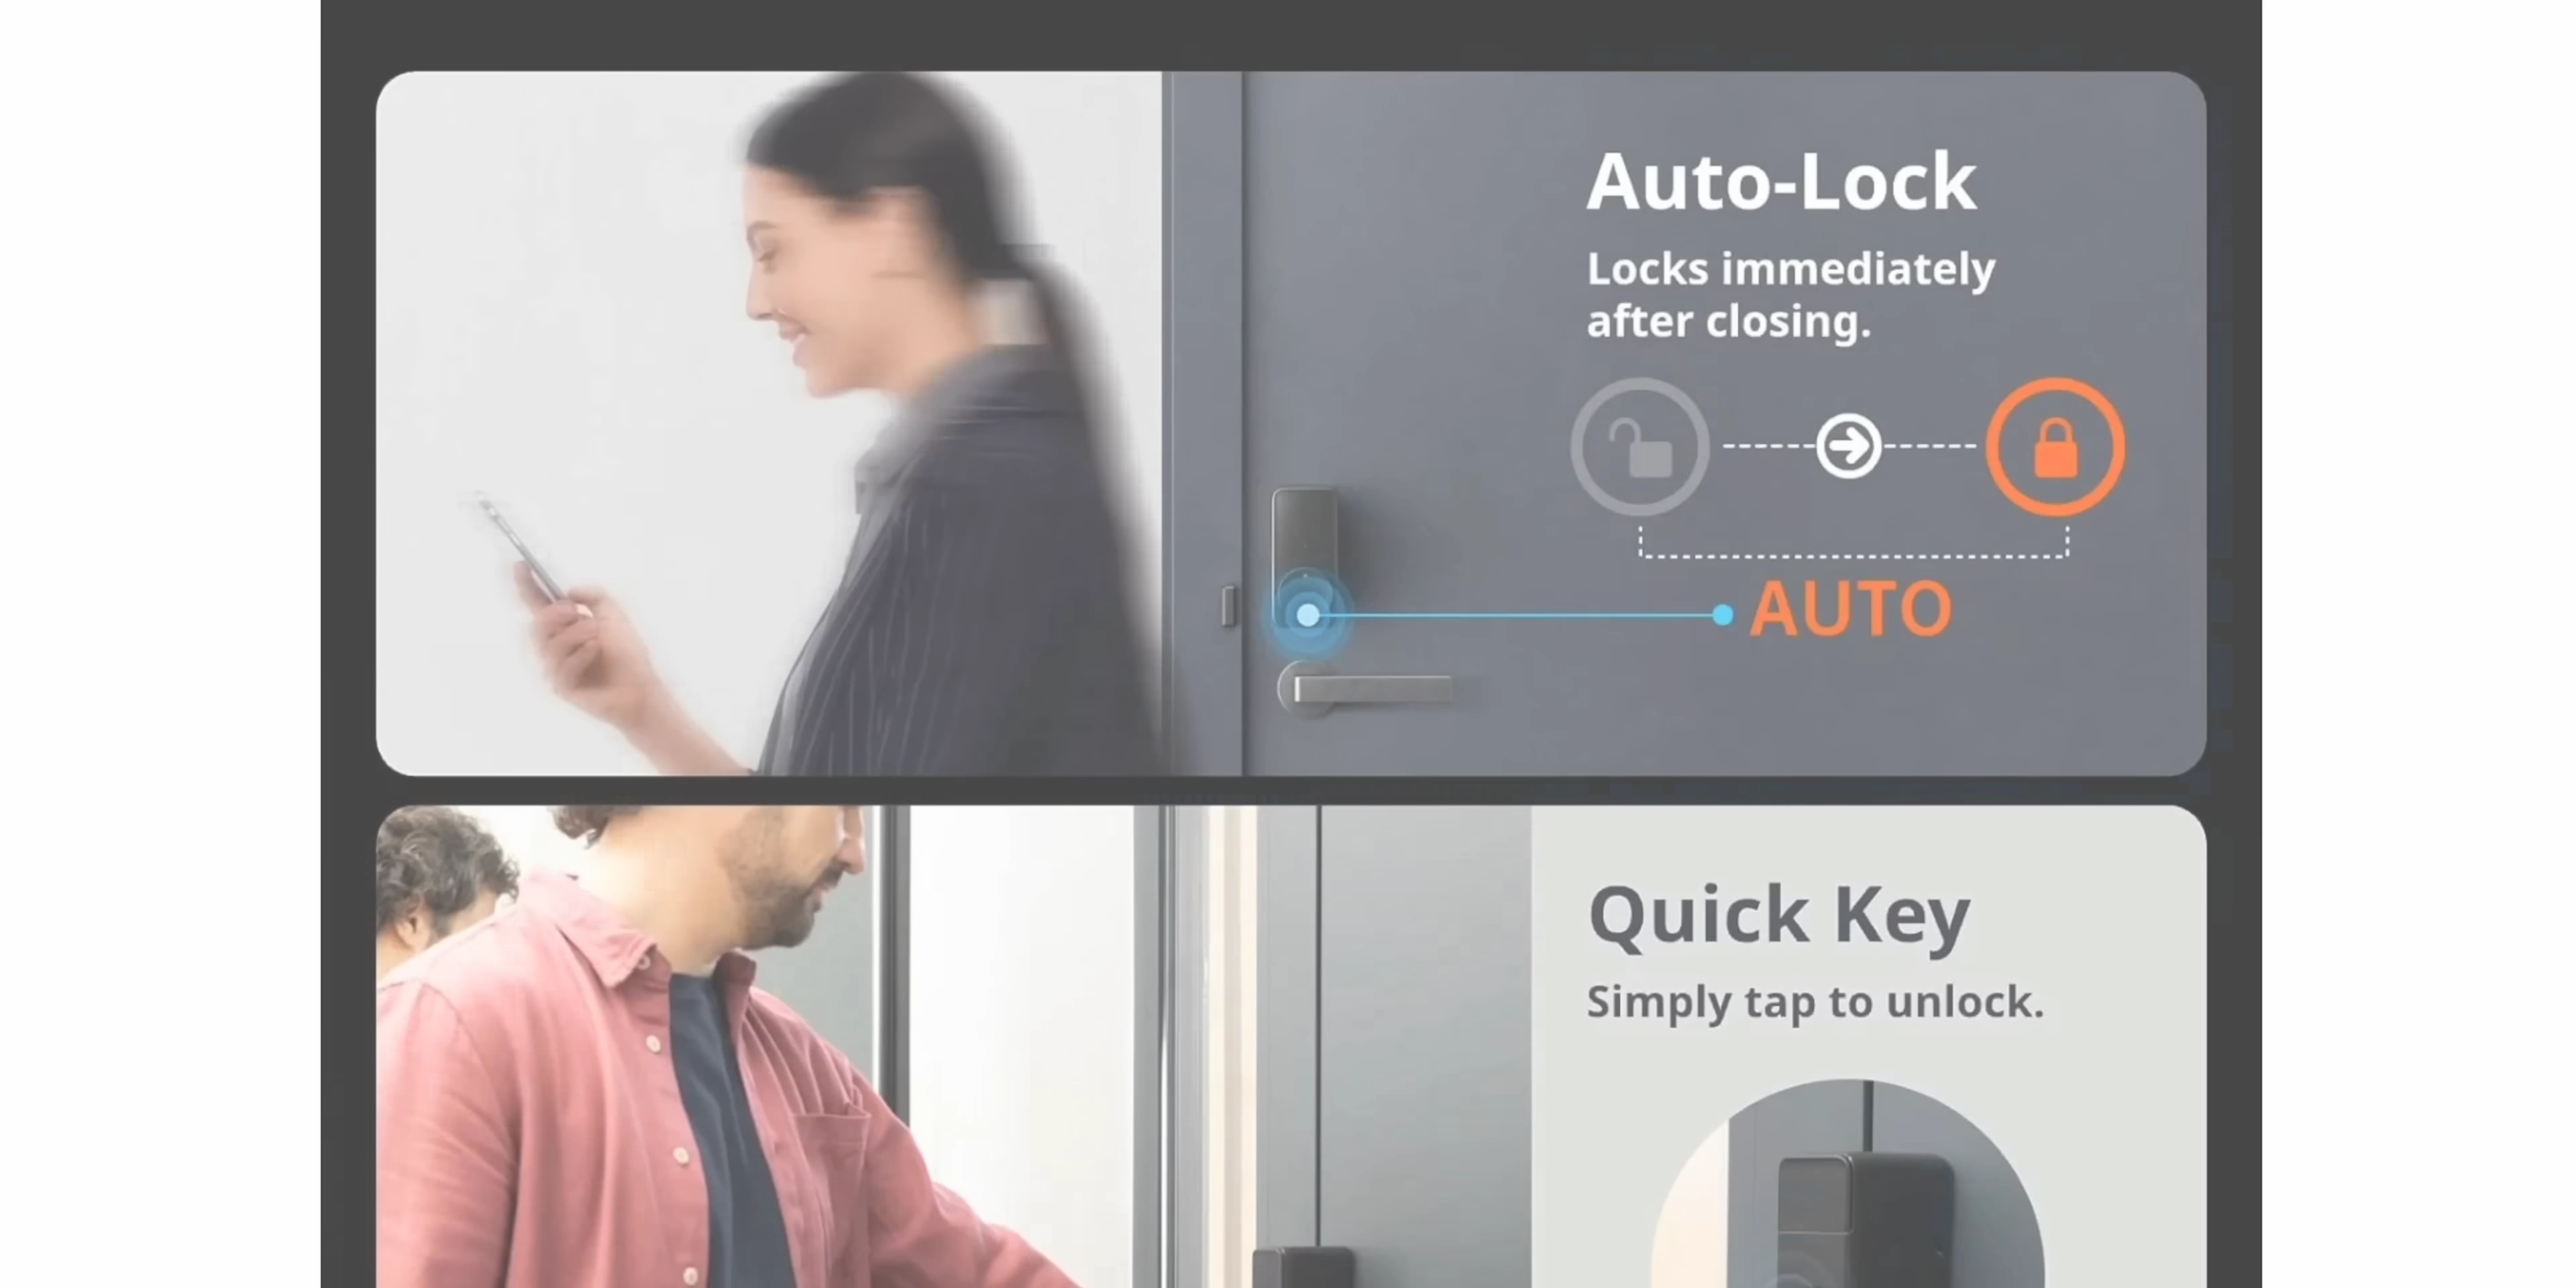 Auto-Lock
Locks immediately
after closing.
AUTO
Quick Key
Simply tap to unlock.